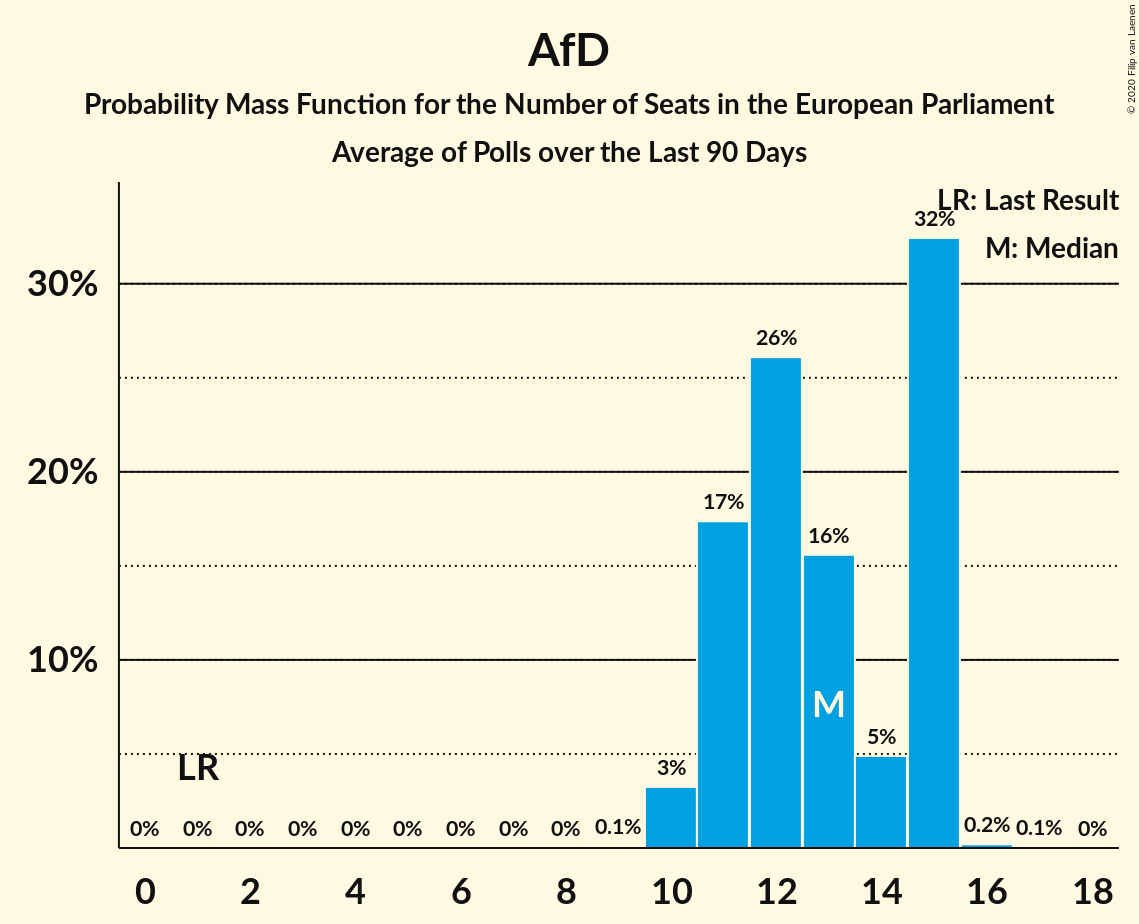 AfD
Probability Mass Function for the Number of Seats in the European Parliament
Average of Polls over the Last 90 Days
© 2020 Filip van Laenen
LR: Last Result
M: Median
30%
20%
10%
0% 0% 0% 0% 0% 0% 0% 0% 0% 0.1% 3% 17% 26% 16% 5% 32% 0.2% 0.1% 0%
LR
M
0 2 4 6 8 10 12 14 16 18